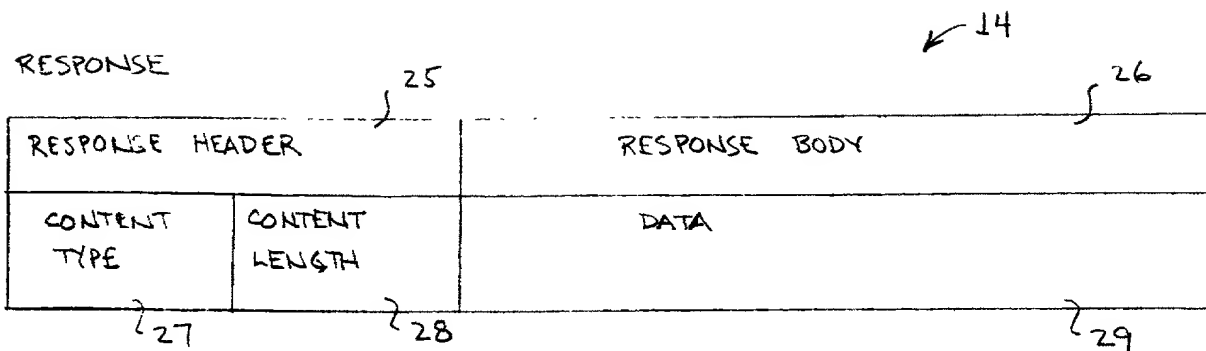 14
RESPONSE
25
26
RESPONSE HEADER
RESPONSE BODY
CONTENT TYPE
CONTENT LENGTH
DATA
27
28
29